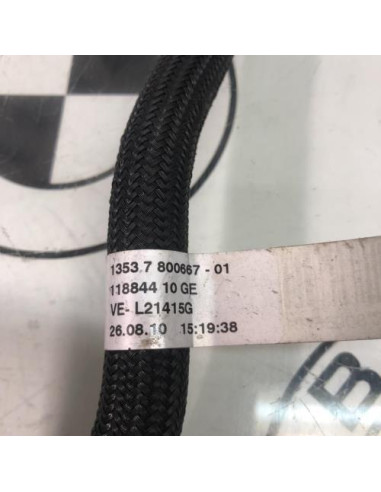 1353 7 800667 - 01
118844 10 GE
VE- L21415G
26.08.10 15:19:38
B